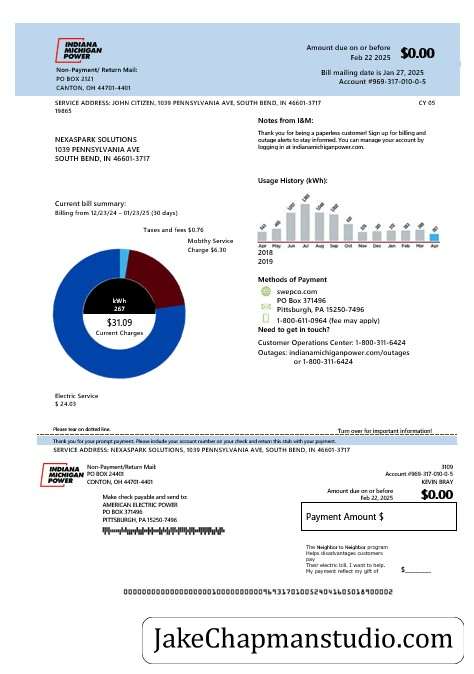 INDIANA
MICHIGAN
POWER
Non-Payment/ Return Mail:
PO BOX 2121
CANTON, OH 44701-4401
Amount due on or before
Feb 22 2025
$0.00
Bill mailing date is Jan 27, 2025
Account #969-317-010-0-5
SERVICE ADDRESS: JOHN CITIZEN, 1039 PENNSYLVANIA AVE, SOUTH BEND, IN 46601-3717
CY 05
19865
NEXASPARK SOLUTIONS
1039 PENNSYLVANIA AVE
SOUTH BEND, IN 46601-3717
Notes from I&M:
Thank you for being a paperless customer! Sign up for billing and
outage alerts to stay informed. You can manage your account by
logging in at indianamichiganpower.com.
Current bill summary:
Billing from 12/23/24 – 01/23/25 (30 days)
Taxes and fees $0.76
Mobthy Service
Charge $6.30
kWh
267
$31.09
Current Charges
Electric Service
$ 24.03
Usage History (kWh):
Apr May Jun Jul Aug Sep Oct Nov Dec Jan Feb Mar Apr
2018
2019
Methods of Payment
swepco.com
PO Box 371496
Pittsburg, PA 15250-7496
1-800-611-0964 (fee may apply)
Need to get in touch?
Customer Operations Center: 1-800-311-6424
Outages: indianamichiganpower.com/outages
or 1-800-311-6424
Please tear on dotted line.
Turn over for important information!
Thank you for your prompt payment. Please include your account number on your check and return this stub with your payment.
SERVICE ADDRESS: NEXASPARK SOLUTIONS, 1039 PENNSYLVANIA AVE, SOUTH BEND, IN 46601-3717
INDIANA
MICHIGAN
POWER
Non-Payment/Return Mail:
PO BOX 24401
CANTON, OH 44701-4401
3109
Account #969-317-010-0-5
KEVIN BRAY
Amount due on or before
Feb 22, 2025
$0.00
Make check payable and send to:
AMERICAN ELECTRIC POWER
PO BOX 371496
PITTSBURGH, PA 15250-7496
Payment Amount $
The Neighbor to Neighbor program
Helps disadvantages customers
pay
Their electric bill. I want to help.
My payment reflect my gift of
$
JakeChapmanstudio.com